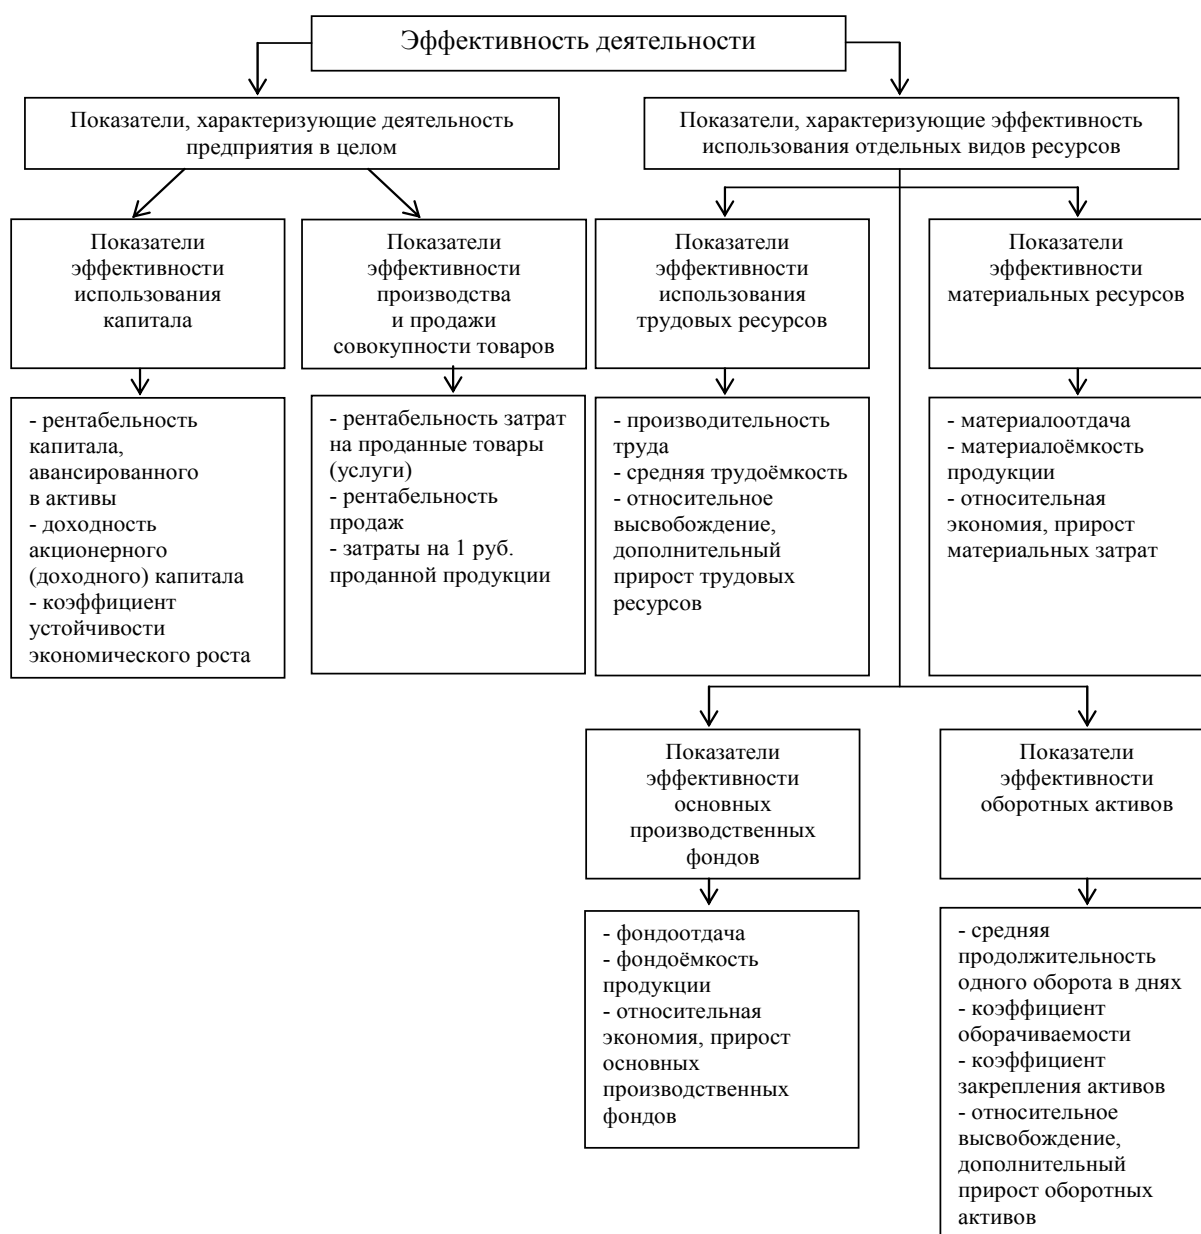 Эффективность деятельности
Показатели, характеризующие деятельность
предприятия в целом
Показатели, характеризующие эффективность
использования отдельных видов ресурсов
Показатели
эффективности
использования
капитала
Показатели
эффективности
производства
и продажи
совокупности товаров
Показатели
эффективности
использования
трудовых ресурсов
Показатели
эффективности
материальных ресурсов
- рентабельность
капитала,
авансированного
в активы
- доходность
акционерного
(доходного) капитала
- коэффициент
устойчивости
экономического роста
- рентабельность затрат
на проданные товары
(услуги)
- рентабельность
продаж
- затраты на 1 руб.
проданной продукции
- производительность
труда
- средняя трудоёмкость
- относительное
высвобождение,
дополнительный
прирост трудовых
ресурсов
- материалоотдача
- материалоёмкость
продукции
- относительная
экономия, прирост
материальных затрат
Показатели
эффективности
основных
производственных
фондов
Показатели
эффективности
оборотных активов
- фондоотдача
- фондоёмкость
продукции
- относительная
экономия, прирост
основных
производственных
фондов
- средняя
продолжительность
одного оборота в днях
- коэффициент
оборачиваемости
- коэффициент
закрепления активов
- относительное
высвобождение,
дополнительный
прирост оборотных
активов